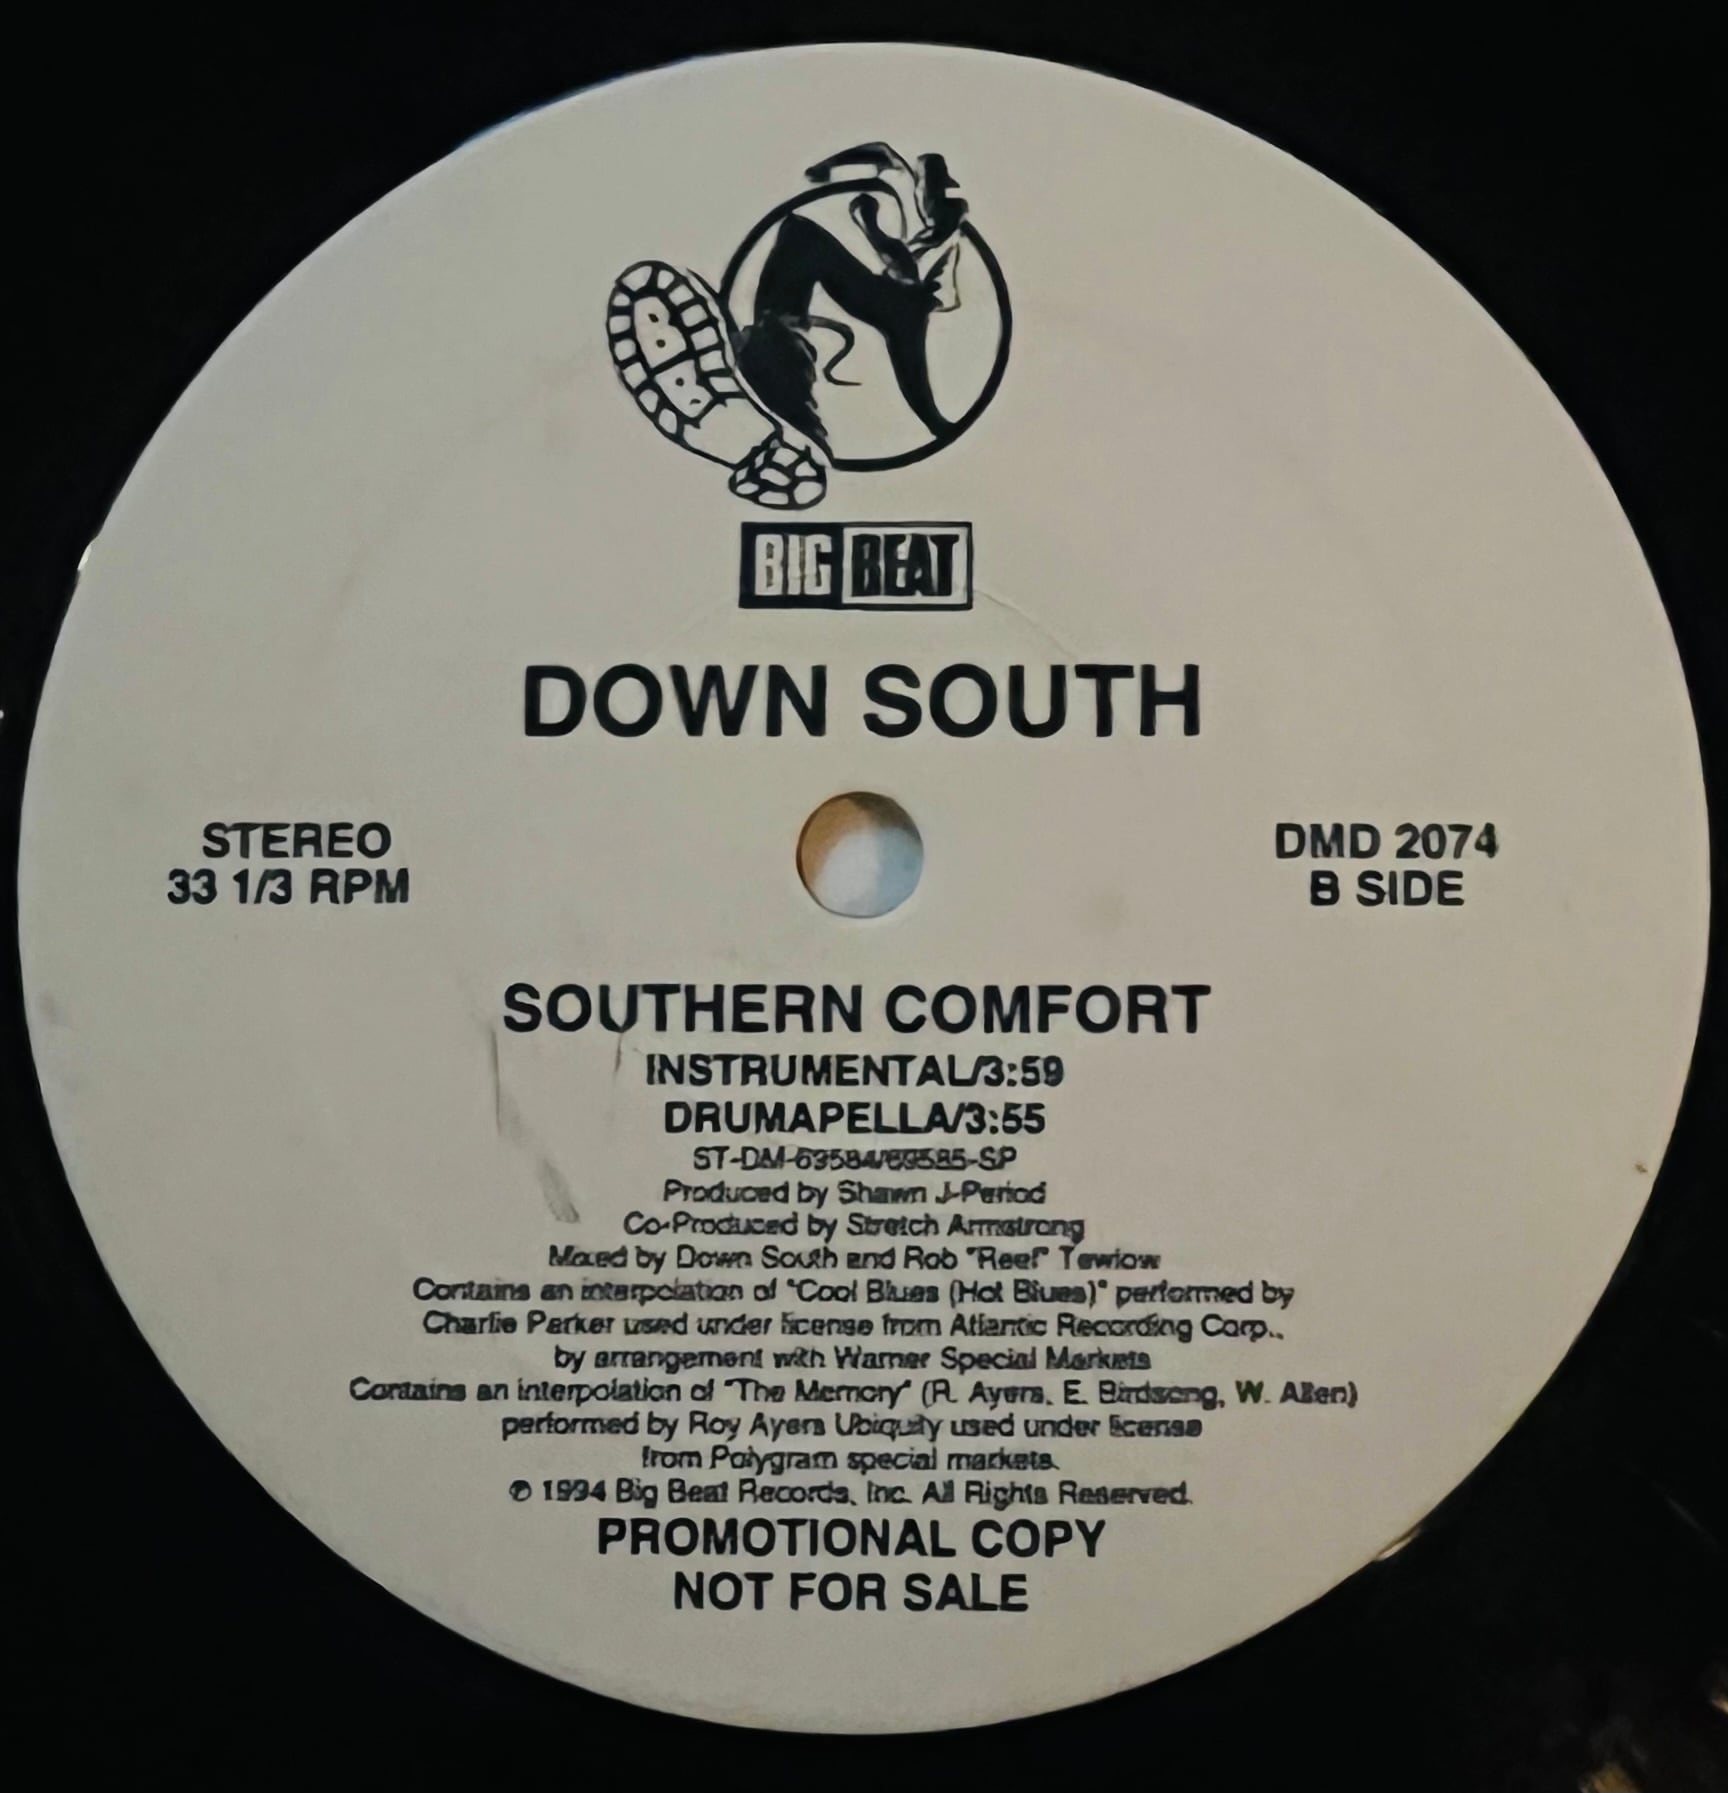 BB
BIG BEAT
DOWN SOUTH
STEREO
33 1/3 RPM
DMD 2074
B SIDE
SOUTHERN COMFORT
INSTRUMENTAL/3:59
DRUMAPELLA/3:55
ST-DM-69584/69585-SP
Produced by Shawn J-Period
Co-Produced by Stretch Armstrong
Mixed by Down South and Rob "Reef" Tewlow
Contains an interpolation of "Cool Blues (Hot Blues)" performed by
Charlie Parker used under license from Atlantic Recording Corp.,
by arrangement with Warner Special Markets
Contains an interpolation of "The Memory" (R. Ayers, E. Birdsong, W. Allen)
performed by Roy Ayers Ubiquity used under license
from Polygram special markets.
℗ 1994 Big Beat Records, Inc. All Rights Reserved.
PROMOTIONAL COPY
NOT FOR SALE